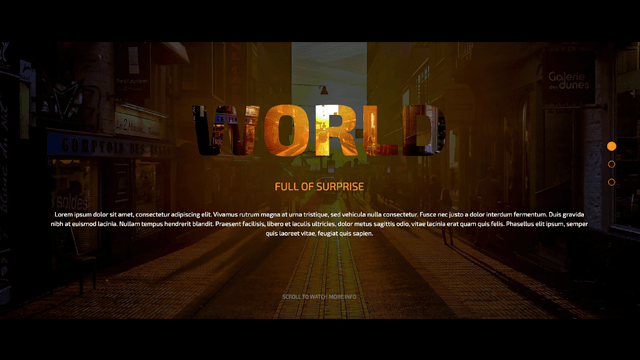 Galerie
des dunes
WORLD
COMPTOIR DES
soldes
FULL OF SURPRISE
Lorem ipsum dolor sit amet, consectetur adipiscing elit. Vivamus rutrum magna at urna tristique, sed vehicula nulla consectetur. Fusce nec justo a dolor interdum fermentum. Duis gravida
nibh at euismod lacinia. Nullam tempus hendrerit blandit. Praesent facilisis, libero et iaculis ultricies, dolor metus sagittis odio, vitae lacinia erat quam quis felis. Phasellus elit ipsum, semper
quis laoreet vitae, feugiat quis sapien.
SCROLL TO WATCH MORE INFO